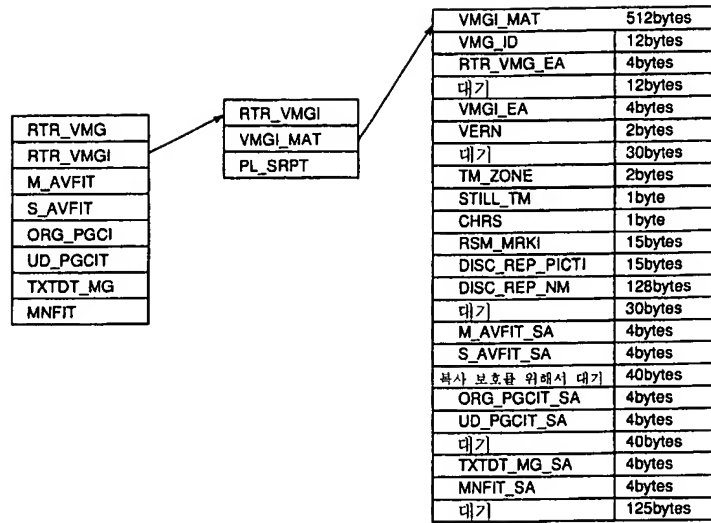 RTR_VMG
RTR_VMGI
M_AVFIT
S_AVFIT
ORG_PGCI
UD_PGCIT
TXTDT_MG
MNFIT
RTR_VMGI
VMGI_MAT
PL_SRPT
VMGI_MAT 512bytes
VMG_ID 12bytes
RTR_VMG_EA 4bytes
대기 12bytes
VMGI_EA 4bytes
VERN 2bytes
대기 30bytes
TM_ZONE 2bytes
STILL_TM 1byte
CHRS 1byte
RSM_MRKI 15bytes
DISC_REP_PICTI 15bytes
DISC_REP_NM 128bytes
대기 30bytes
M_AVFIT_SA 4bytes
S_AVFIT_SA 4bytes
복사 보호를 위해서 대기 40bytes
ORG_PGCIT_SA 4bytes
UD_PGCIT_SA 4bytes
대기 40bytes
TXTDT_MG_SA 4bytes
MNFIT_SA 4bytes
대기 125bytes